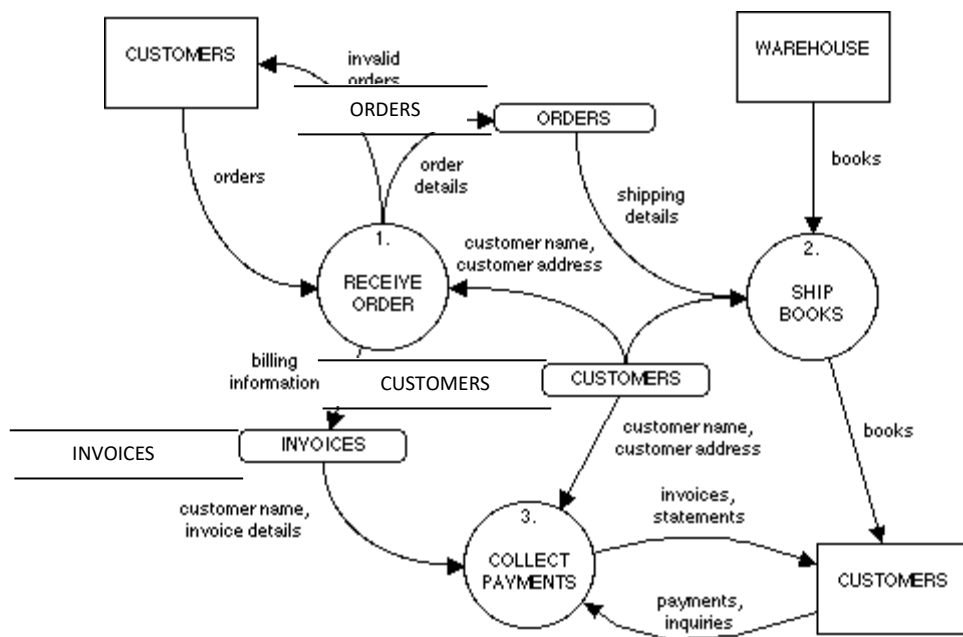 CUSTOMERS
WAREHOUSE
invalid
orders
ORDERS
ORDERS
books
orders
order
details
shipping
details
1.
RECEIVE
ORDER
customer name,
customer address
2.
SHIP
BOOKS
billing
information
CUSTOMERS
CUSTOMERS
INVOICES
INVOICES
customer name,
customer address
books
customer name,
invoice details
invoices,
statements
3.
COLLECT
PAYMENTS
CUSTOMERS
payments,
inquiries